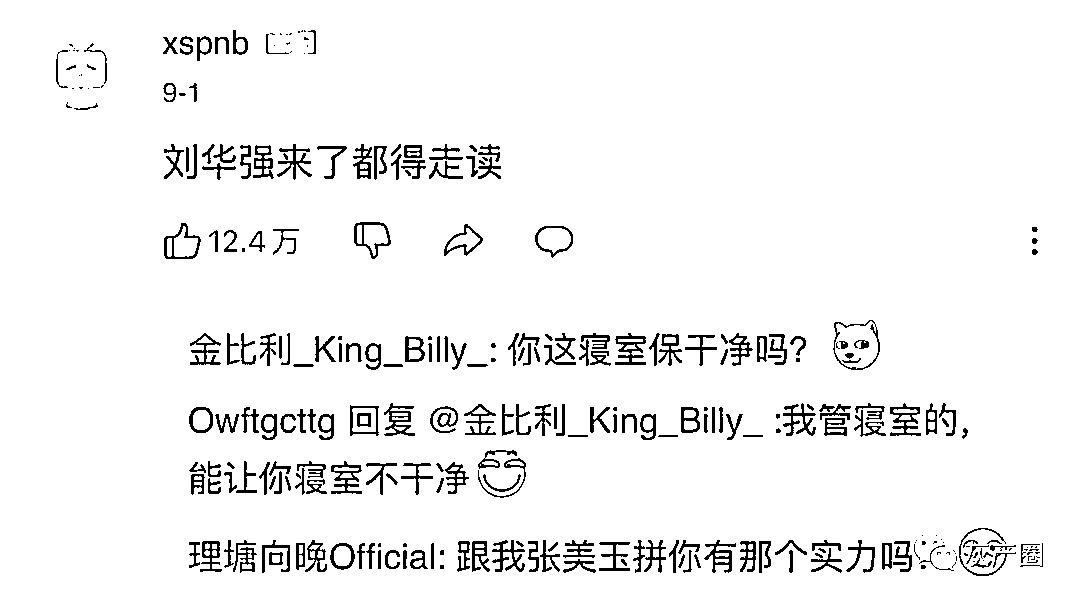 xspnb
9-1
刘华强来了都得走读
12.4万
金比利_King_Billy_: 你这寝室保干净吗?
Owftgcttg 回复 @金比利_King_Billy_ :我管寝室的,
能让你寝室不干净
理塘向晚Official: 跟我张美玉拼你有那个实力吗?
灰产圈